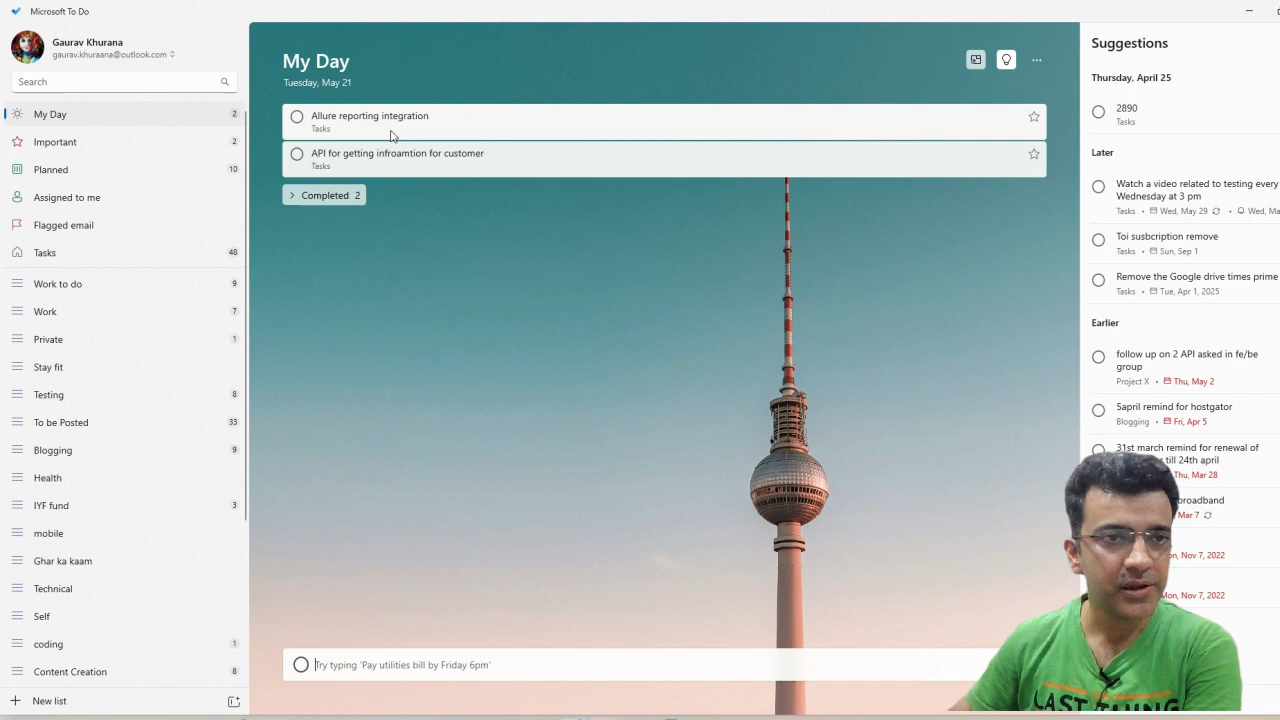 Microsoft To Do
Gaurav Khurana
gaurav.khuraana@outlook.com
Search
My Day 2
Important 2
Planned 10
Assigned to me
Flagged email
Tasks 48
Work to do 9
Work 7
Private 1
Stay fit
Testing 8
To be Posted 33
Blogging 9
Health
IYF fund 3
mobile
Ghar ka kaam
Technical
Self
coding 1
Content Creation 8
New list
My Day
Tuesday, May 21
Allure reporting integration
Tasks
API for getting infroamtion for customer
Tasks
Completed 2
Try typing 'Pay utilities bill by Friday 6pm'
Suggestions
Thursday, April 25
2890
Tasks
Later
Watch a video related to testing every
Wednesday at 3 pm
Tasks • Wed, May 29 • Wed, Ma
Toi susbcription remove
Tasks • Sun, Sep 1
Remove the Google drive times prime
Tasks • Tue, Apr 1, 2025
Earlier
follow up on 2 API asked in fe/be
group
Project X • Thu, May 2
5april remind for hostgator
Blogging • Fri, Apr 5
31st march remind for renewal of
till 24th april
Thu, Mar 28
broadband
Mar 7
on, Nov 7, 2022
Mon, Nov 7, 2022
LAST THING